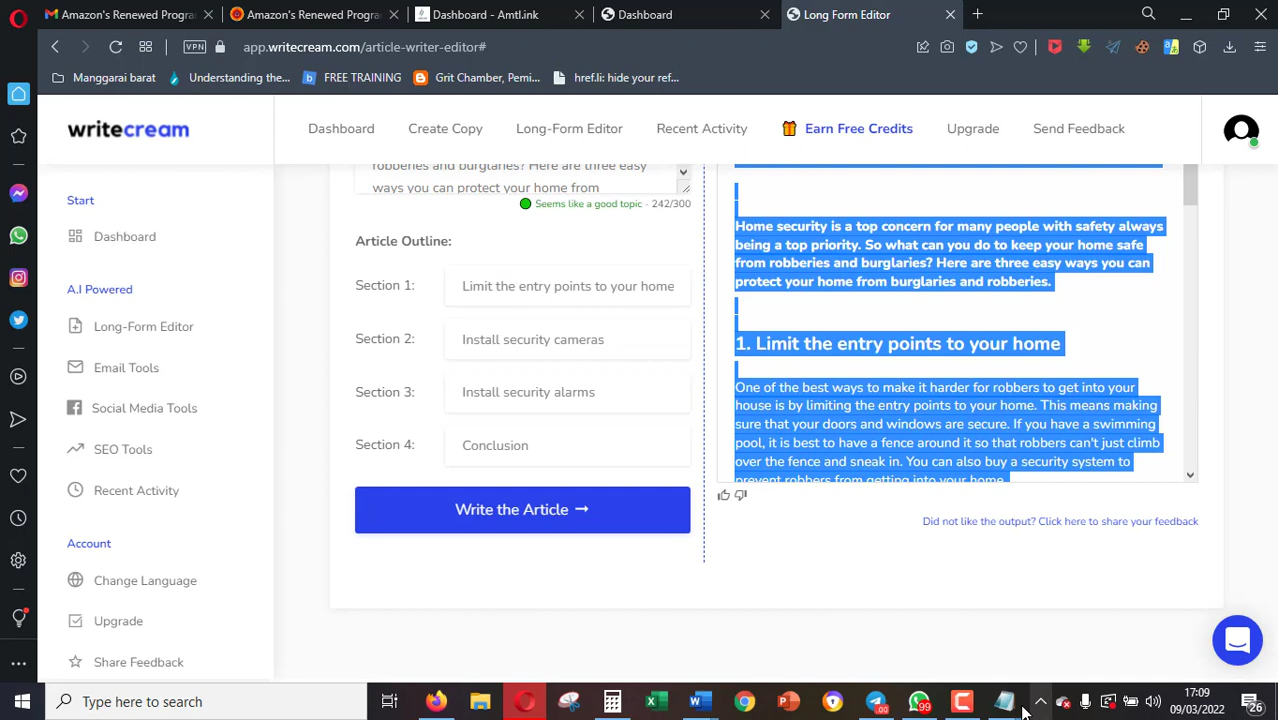 Amazon's Renewed Progra
Amazon's Renewed Progra
Dashboard - Amtl.ink
Dashboard
Long Form Editor
VPN
app.writecream.com/article-writer-editor#
Manggarai barat
Understanding the...
FREE TRAINING
Grit Chamber, Pemi...
href.li: hide your ref...
writecream
Dashboard
Create Copy
Long-Form Editor
Recent Activity
Earn Free Credits
Upgrade
Send Feedback
Start
Dashboard
A.I Powered
Long-Form Editor
Email Tools
Social Media Tools
SEO Tools
Recent Activity
Account
Change Language
Upgrade
Share Feedback
robberies and burglaries? Here are three easy
ways you can protect your home from
Seems like a good topic - 242/300
Article Outline:
Section 1:
Limit the entry points to your home
Section 2:
Install security cameras
Section 3:
Install security alarms
Section 4:
Conclusion
Write the Article →
Home security is a top concern for many people with safety always
being a top priority. So what can you do to keep your home safe
from robberies and burglaries? Here are three easy ways you can
protect your home from burglaries and robberies.
1. Limit the entry points to your home
One of the best ways to make it harder for robbers to get into your
house is by limiting the entry points to your home. This means making
sure that your doors and windows are secure. If you have a swimming
pool, it is best to have a fence around it so that robbers can't just climb
over the fence and sneak in. You can also buy a security system to
prevent robbers from getting into your home.
Did not like the output? Click here to share your feedback
Type here to search
.00
99
17:09
09/03/2022
26